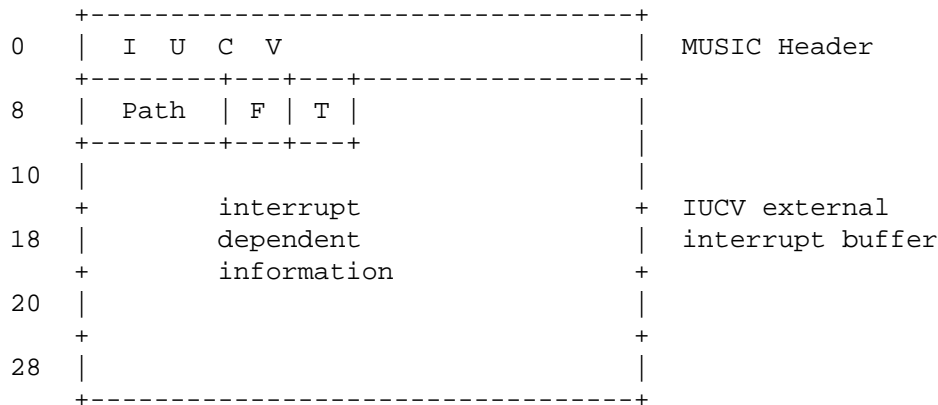 0 I U C V MUSIC Header
8 Path F T
10
interrupt IUCV external
18 dependent interrupt buffer
information
20
28